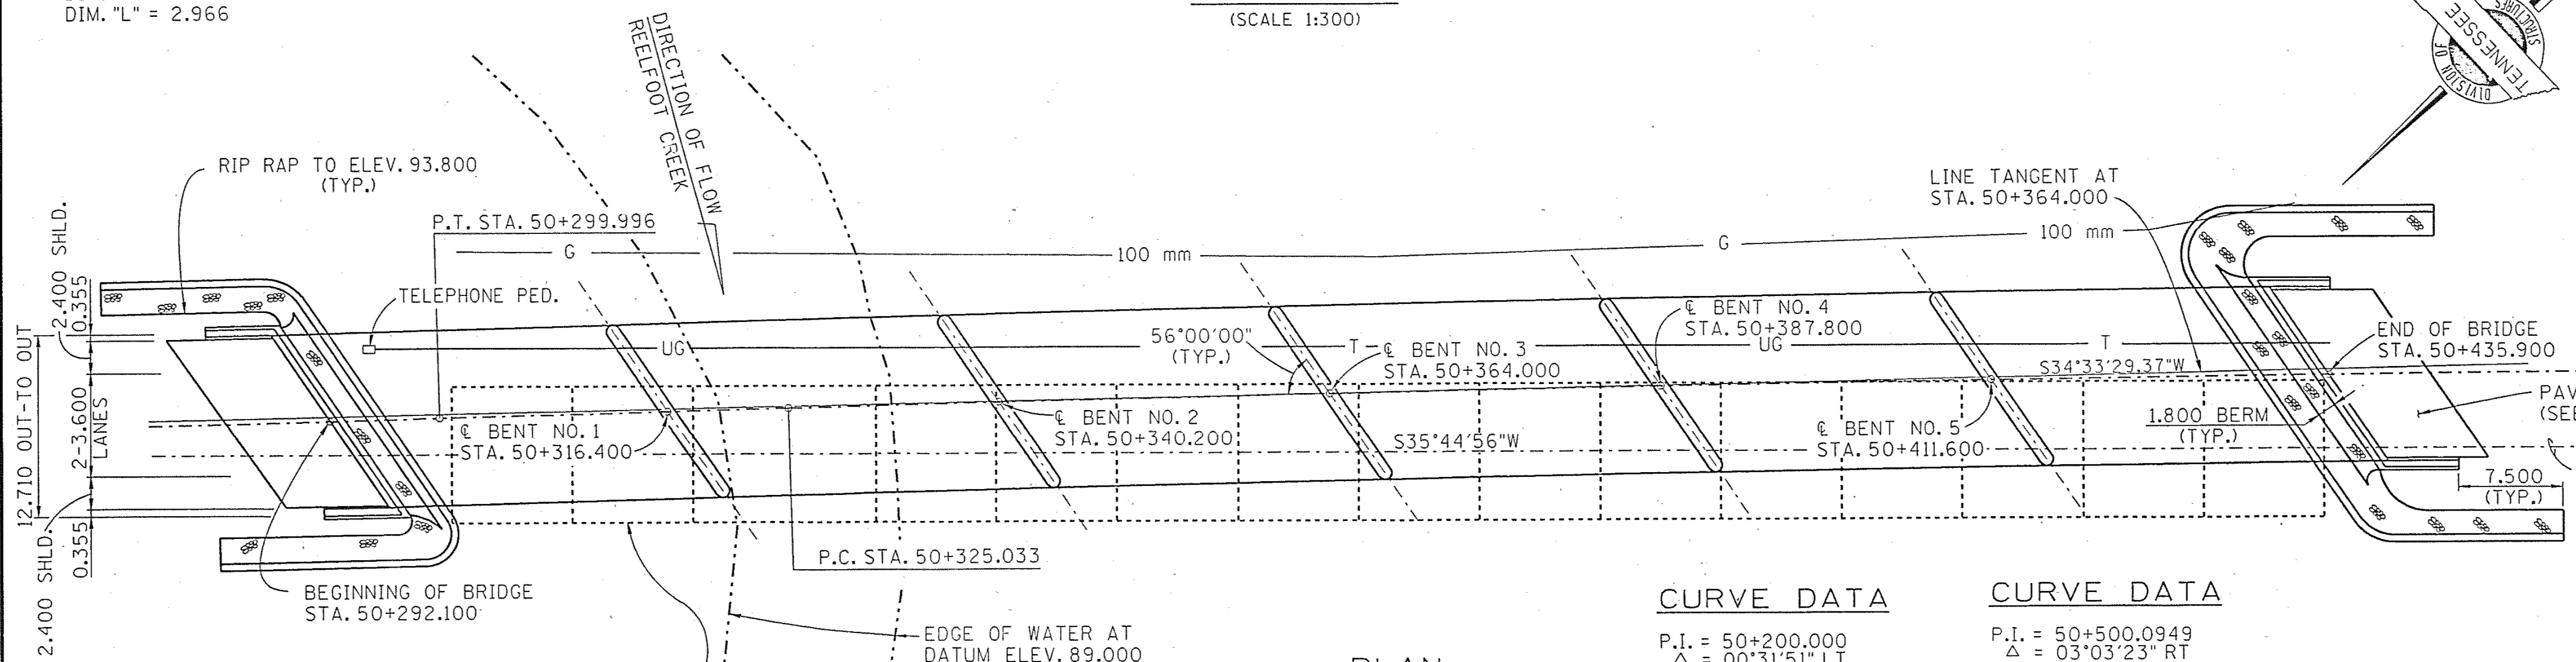 DIM. "L" = 2.966
(SCALE 1:300)
DIVISION OF
STRUCTURES
TENNESSEE
DIRECTION OF FLOW
REELFOOT CREEK
RIP RAP TO ELEV. 93.800
(TYP.)
LINE TANGENT AT
STA. 50+364.000
P.T. STA. 50+299.996
G
100 mm
G
100 mm
TELEPHONE PED.
2.400 SHLD.
0.355
12.710 OUT-TO OUT
2-3.600
LANES
2.400 SHLD.
0.355
UG
56°00'00"
(TYP.)
T
UG
T
℄ BENT NO. 4
STA. 50+387.800
℄ BENT NO. 3
STA. 50+364.000
END OF BRIDGE
STA. 50+435.900
S34°33'29.37"W
℄ BENT NO. 1
STA. 50+316.400
℄ BENT NO. 2
STA. 50+340.200
S35°44'56"W
℄ BENT NO. 5
STA. 50+411.600
1.800 BERM
(TYP.)
PAV
(SEE
7.500
(TYP.)
P.C. STA. 50+325.033
BEGINNING OF BRIDGE
STA. 50+292.100
EDGE OF WATER AT
DATUM ELEV. 89.000
PLAN
CURVE DATA
P.I. = 50+200.000
Δ = 00°31'51" LT
CURVE DATA
P.I. = 50+500.0949
Δ = 03°03'23" RT